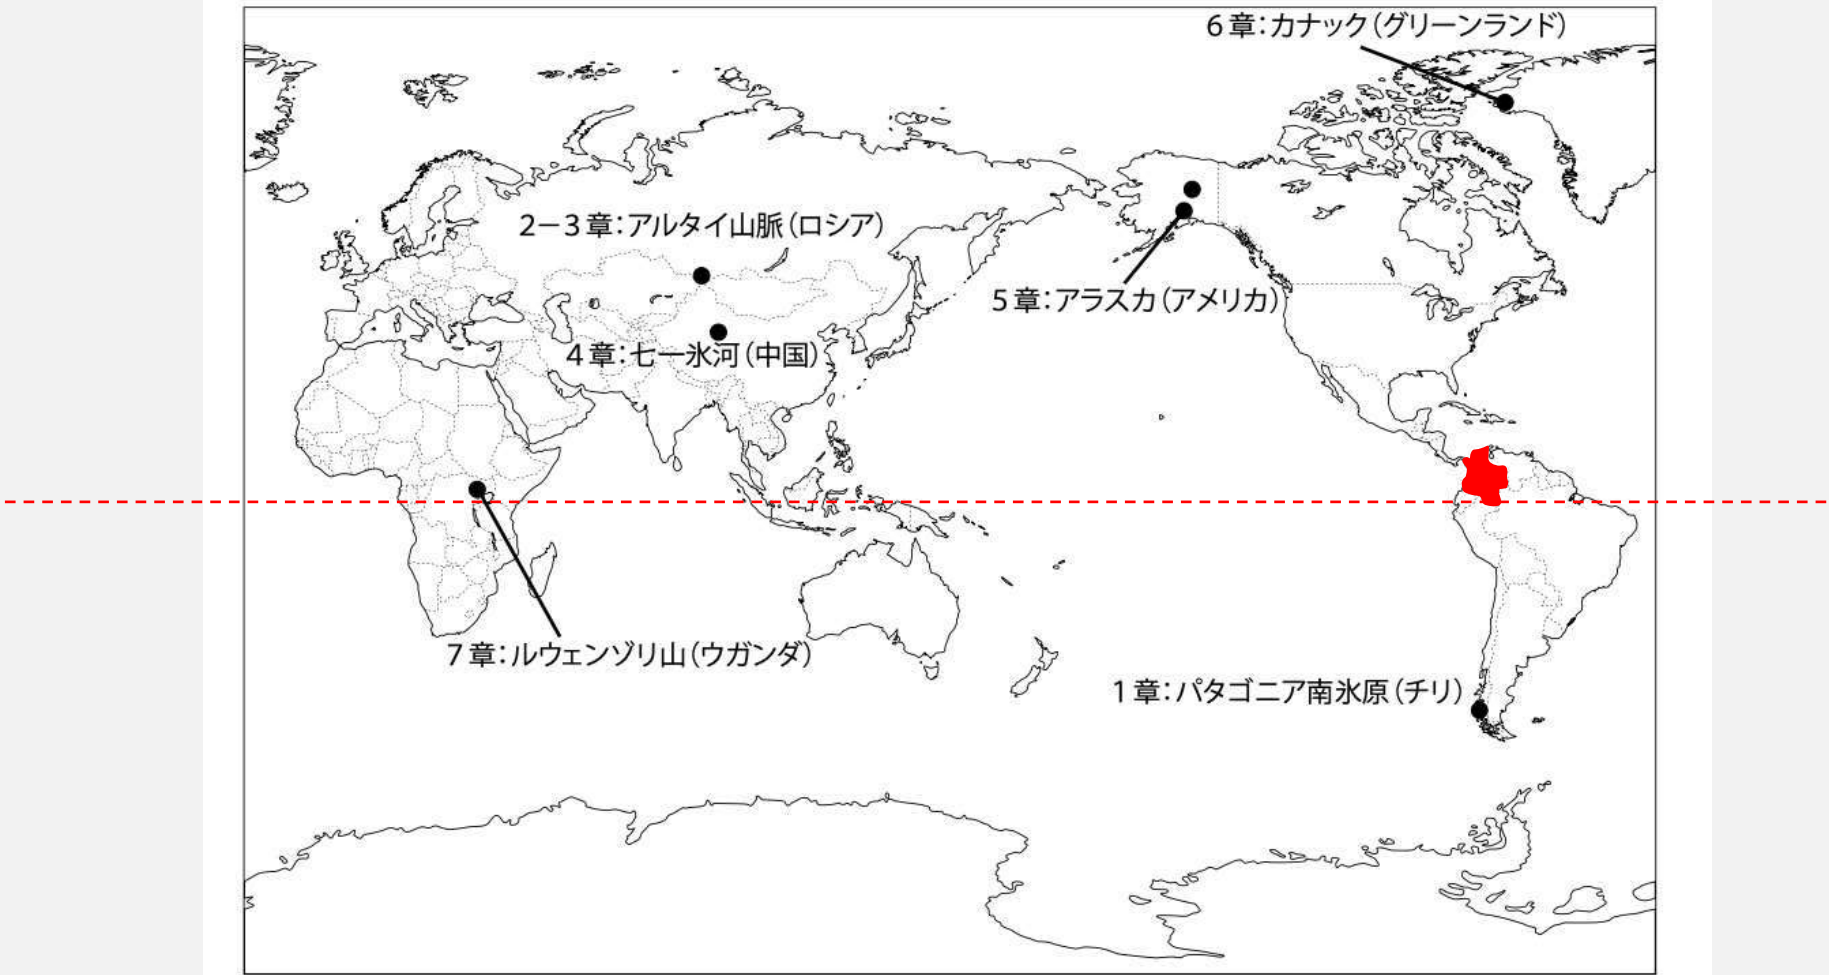 6章：カナック（グリーンランド）
2－3章：アルタイ山脈（ロシア）
5章：アラスカ（アメリカ）
4章：七一氷河（中国）
7章：ルウェンゾリ山（ウガンダ）
1章：パタゴニア南氷原（チリ）